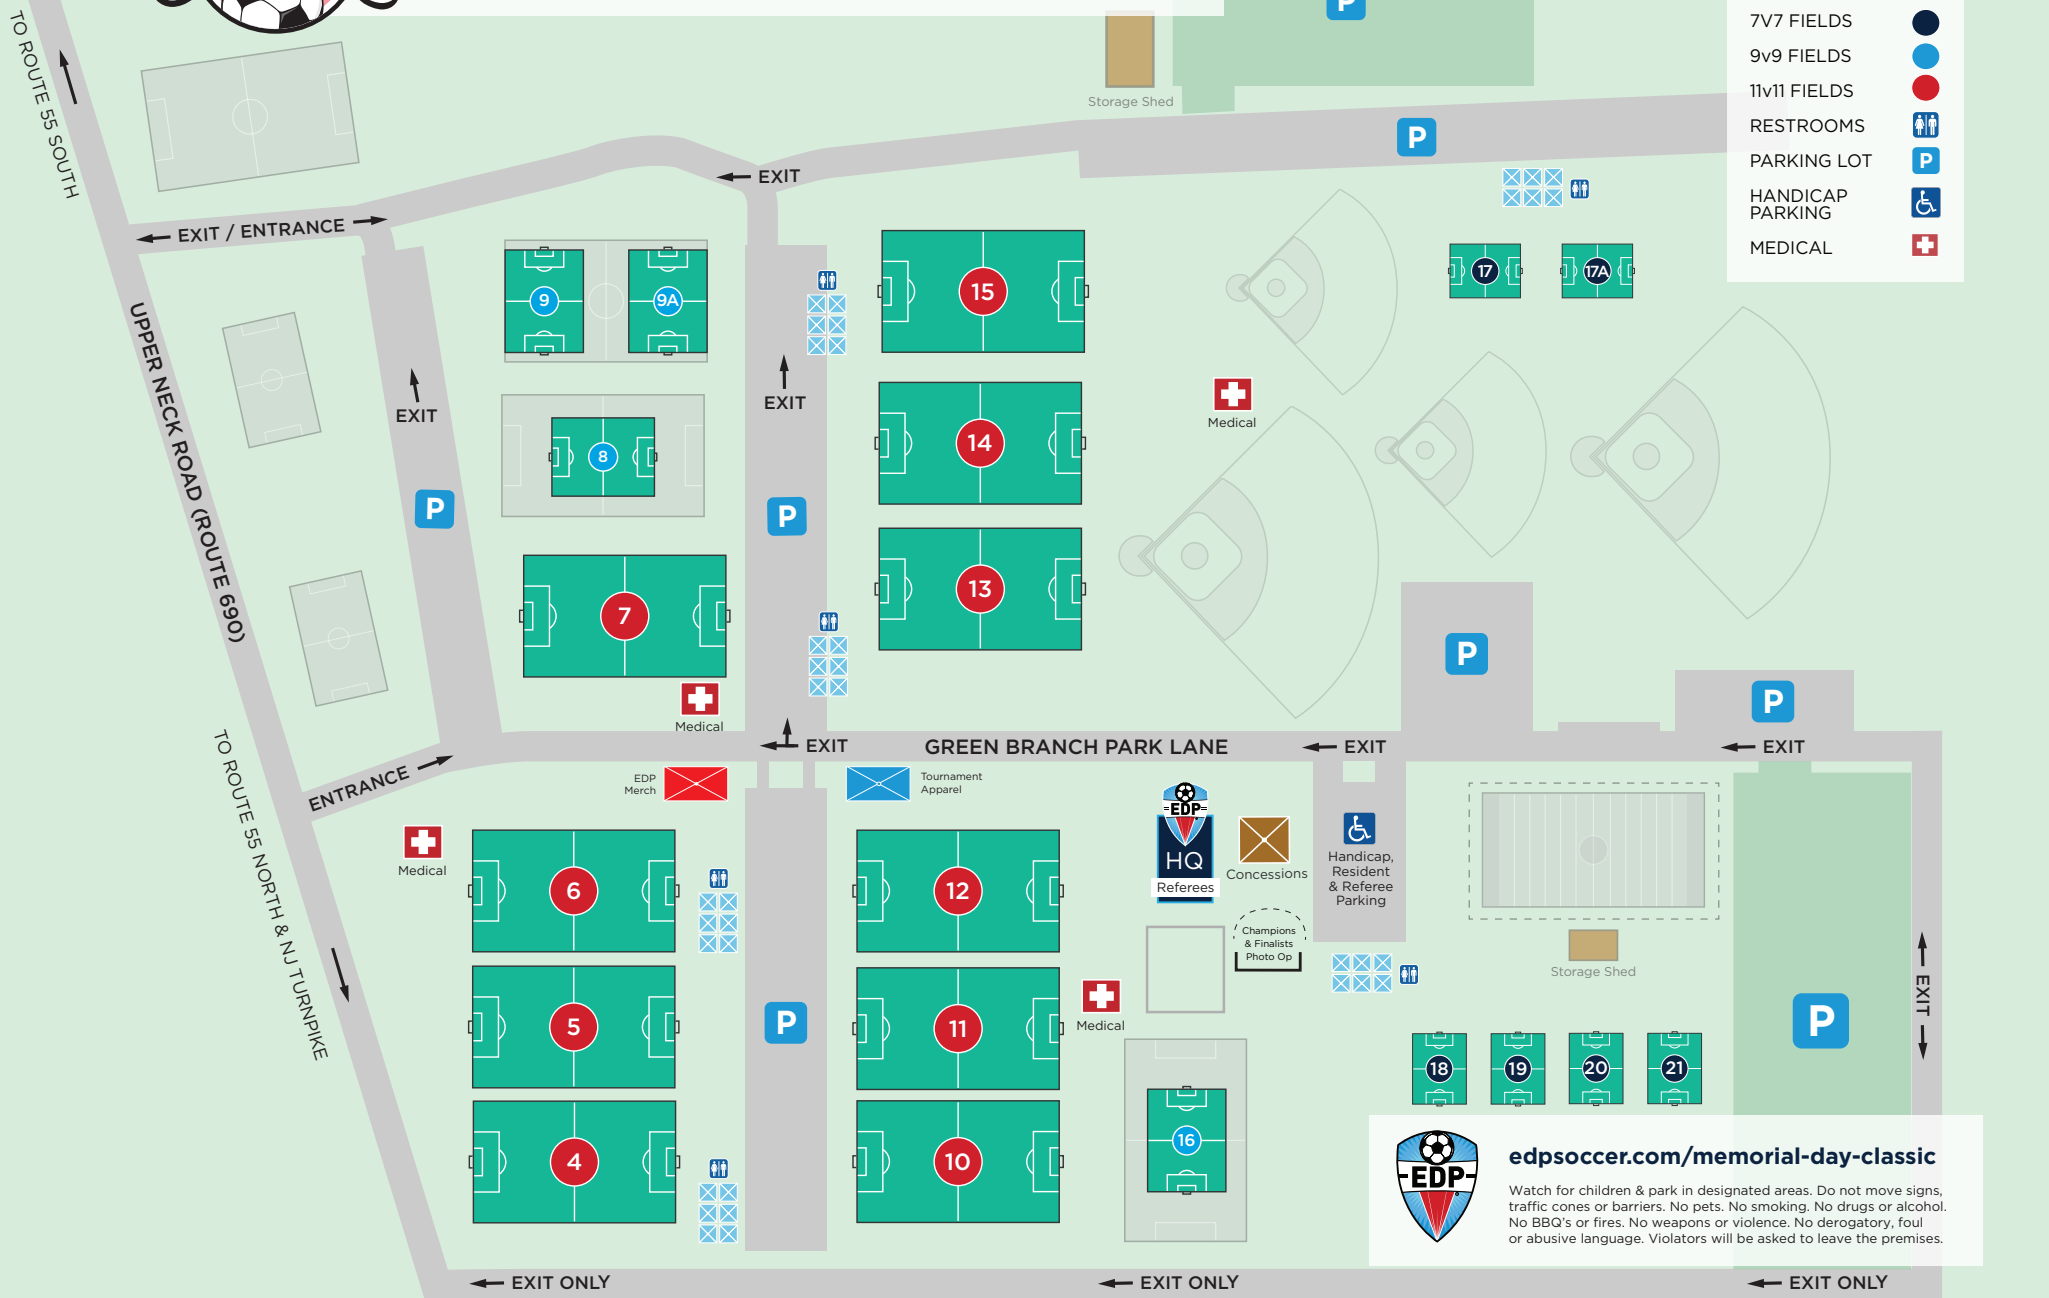 P
7V7 FIELDS
9v9 FIELDS
11v11 FIELDS
RESTROOMS
PARKING LOT
P
HANDICAP
PARKING
MEDICAL
TO ROUTE 55 SOUTH
Storage Shed
P
EXIT
EXIT / ENTRANCE
9
9A
15
17
17A
UPPER NECK ROAD (ROUTE 690)
EXIT
EXIT
Medical
8
14
P
P
7
13
P
P
Medical
EXIT
GREEN BRANCH PARK LANE
EXIT
EXIT
ENTRANCE
EDP
Merch
Tournament
Apparel
TO ROUTE 55 NORTH & NJ TURNPIKE
EDP
HQ
Referees
Concessions
Handicap,
Resident
& Referee
Parking
Medical
6
12
Champions
& Finalists
Photo Op
Storage Shed
EXIT
5
P
11
Medical
P
18
19
20
21
4
10
16
EDP
edpsoccer.com/memorial-day-classic
Watch for children & park in designated areas. Do not move signs,
traffic cones or barriers. No pets. No smoking. No drugs or alcohol.
No BBQ's or fires. No weapons or violence. No derogatory, foul
or abusive language. Violators will be asked to leave the premises.
EXIT ONLY
EXIT ONLY
EXIT ONLY